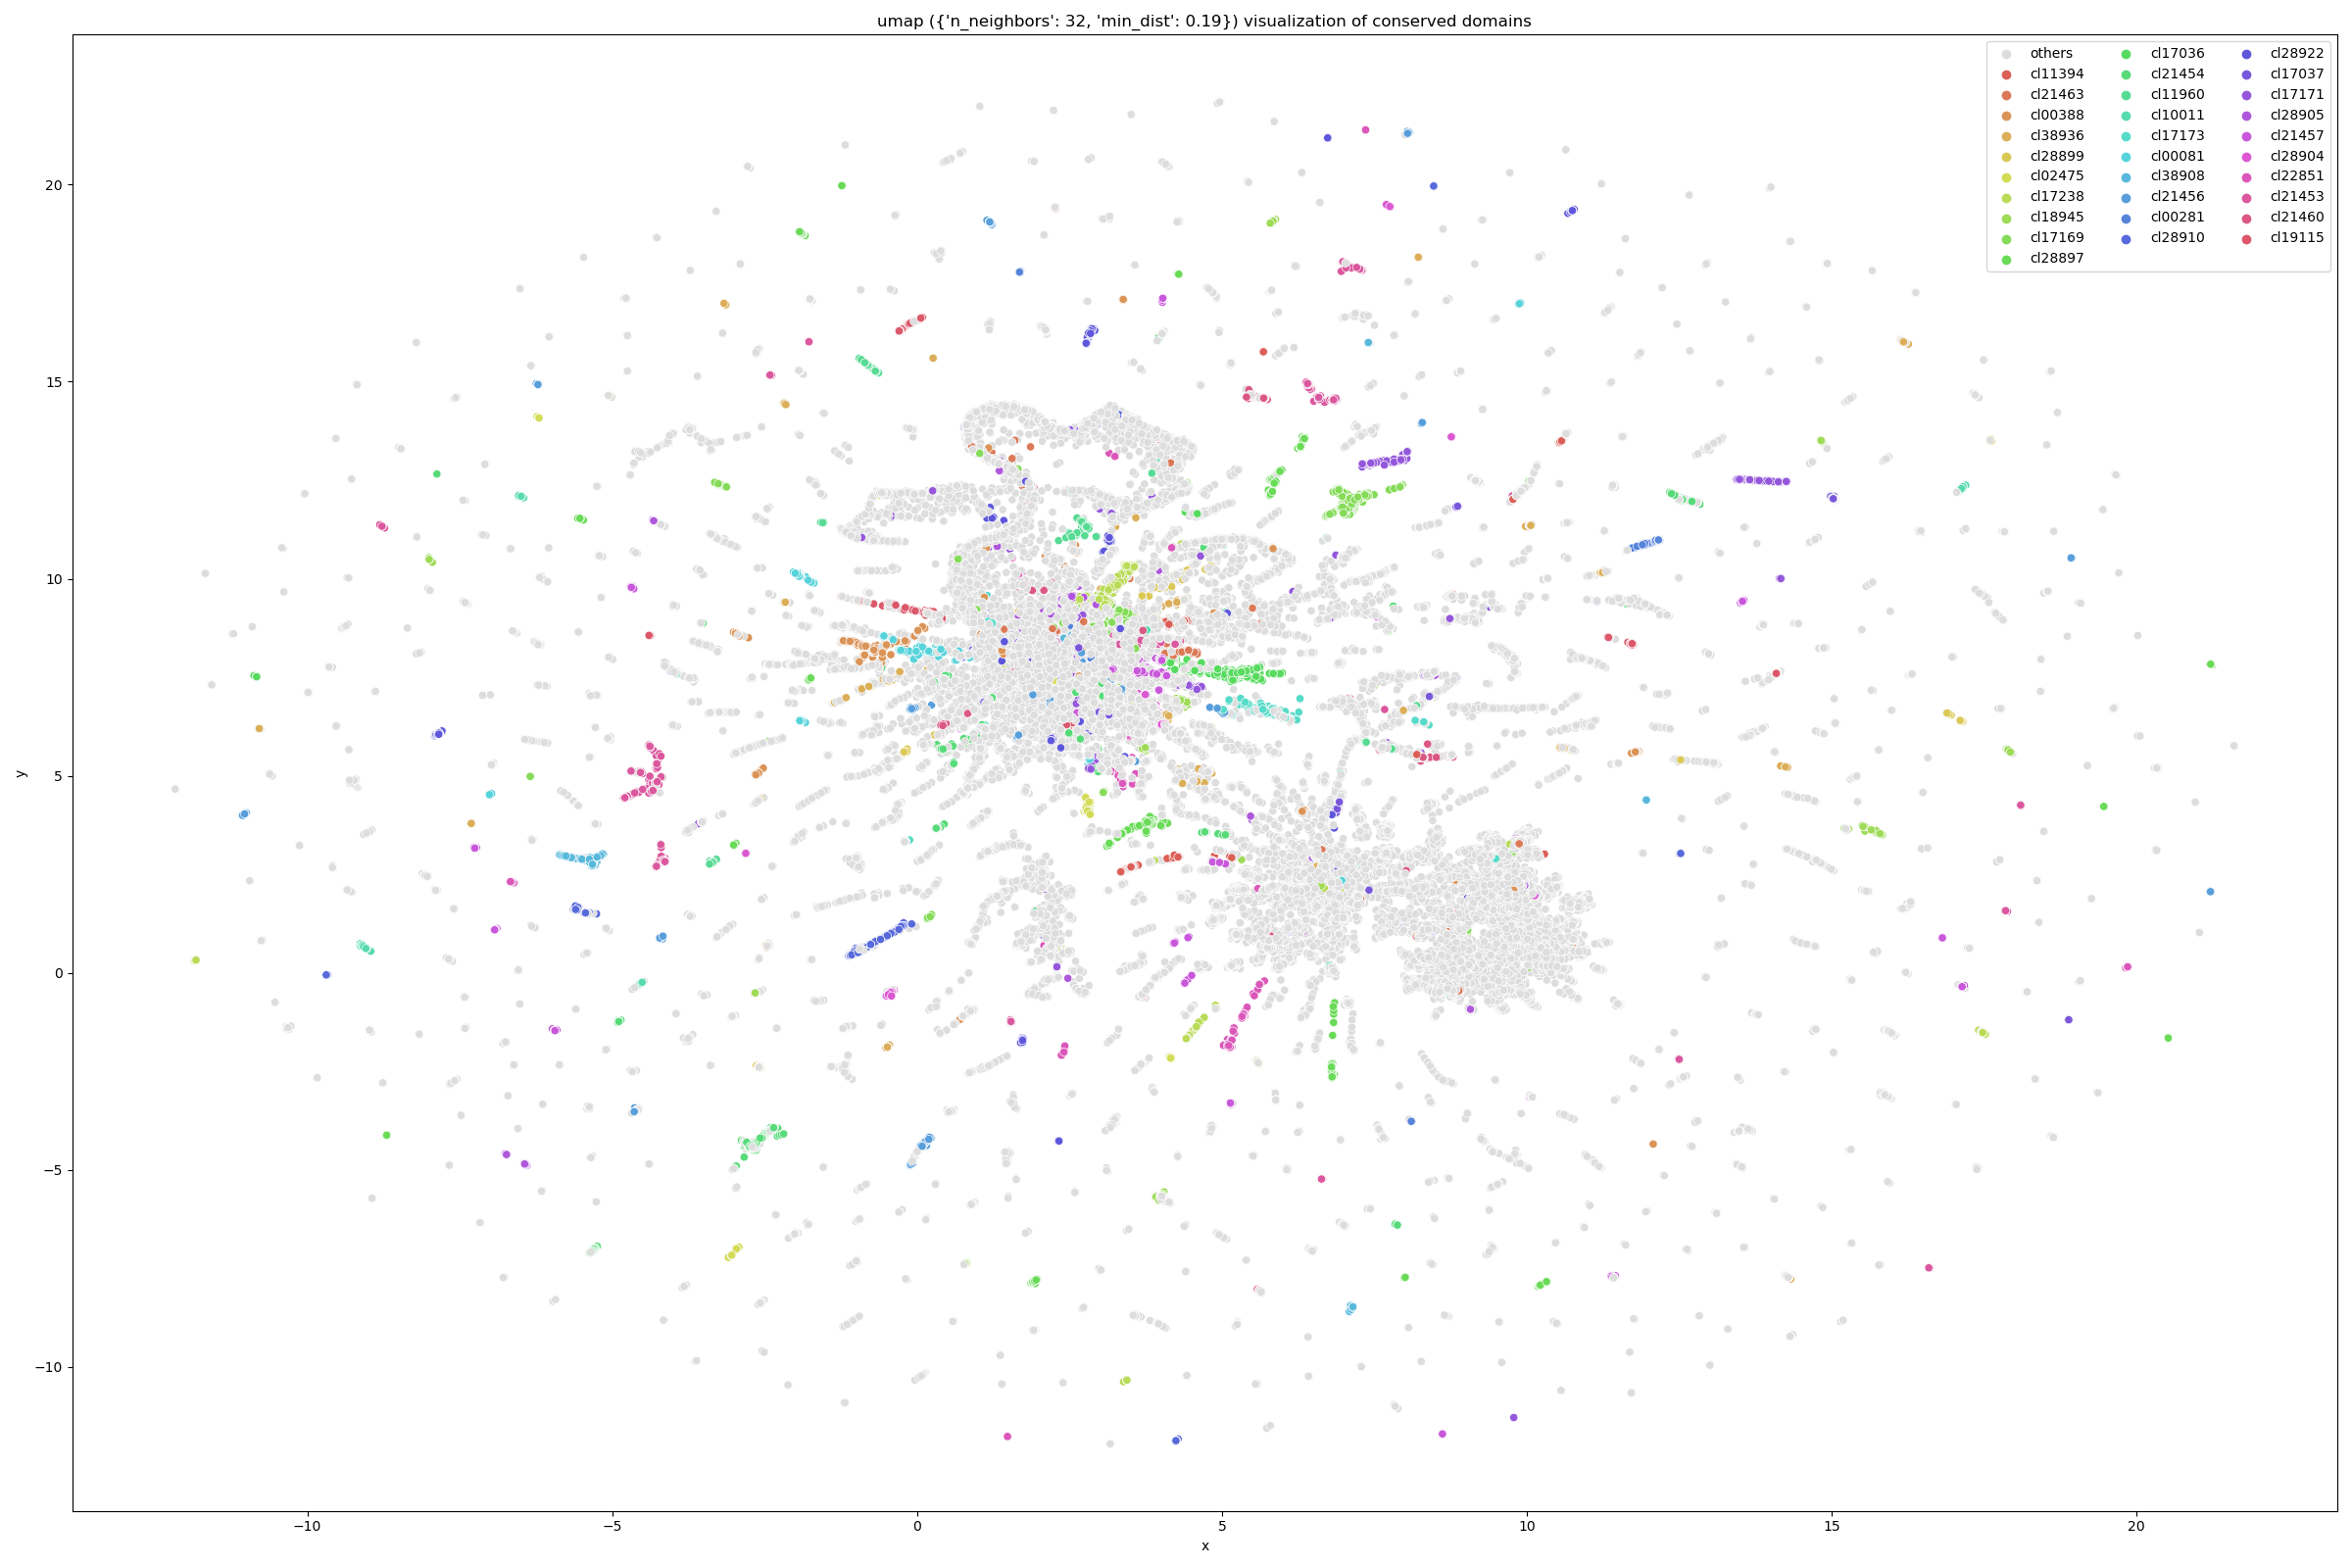 umap ({'n_neighbors': 32, 'min_dist': 0.19}) visualization of conserved domains
others
cl11394
cl21463
cl00388
cl38936
cl28899
cl02475
cl17238
cl18945
cl17169
cl28897
cl17036
cl21454
cl11960
cl10011
cl17173
cl00081
cl38908
cl21456
cl00281
cl28910
cl28922
cl17037
cl17171
cl28905
cl21457
cl28904
cl22851
cl21453
cl21460
cl19115
y
20
15
10
5
0
−5
−10
−10 −5 0 5 10 15 20
x